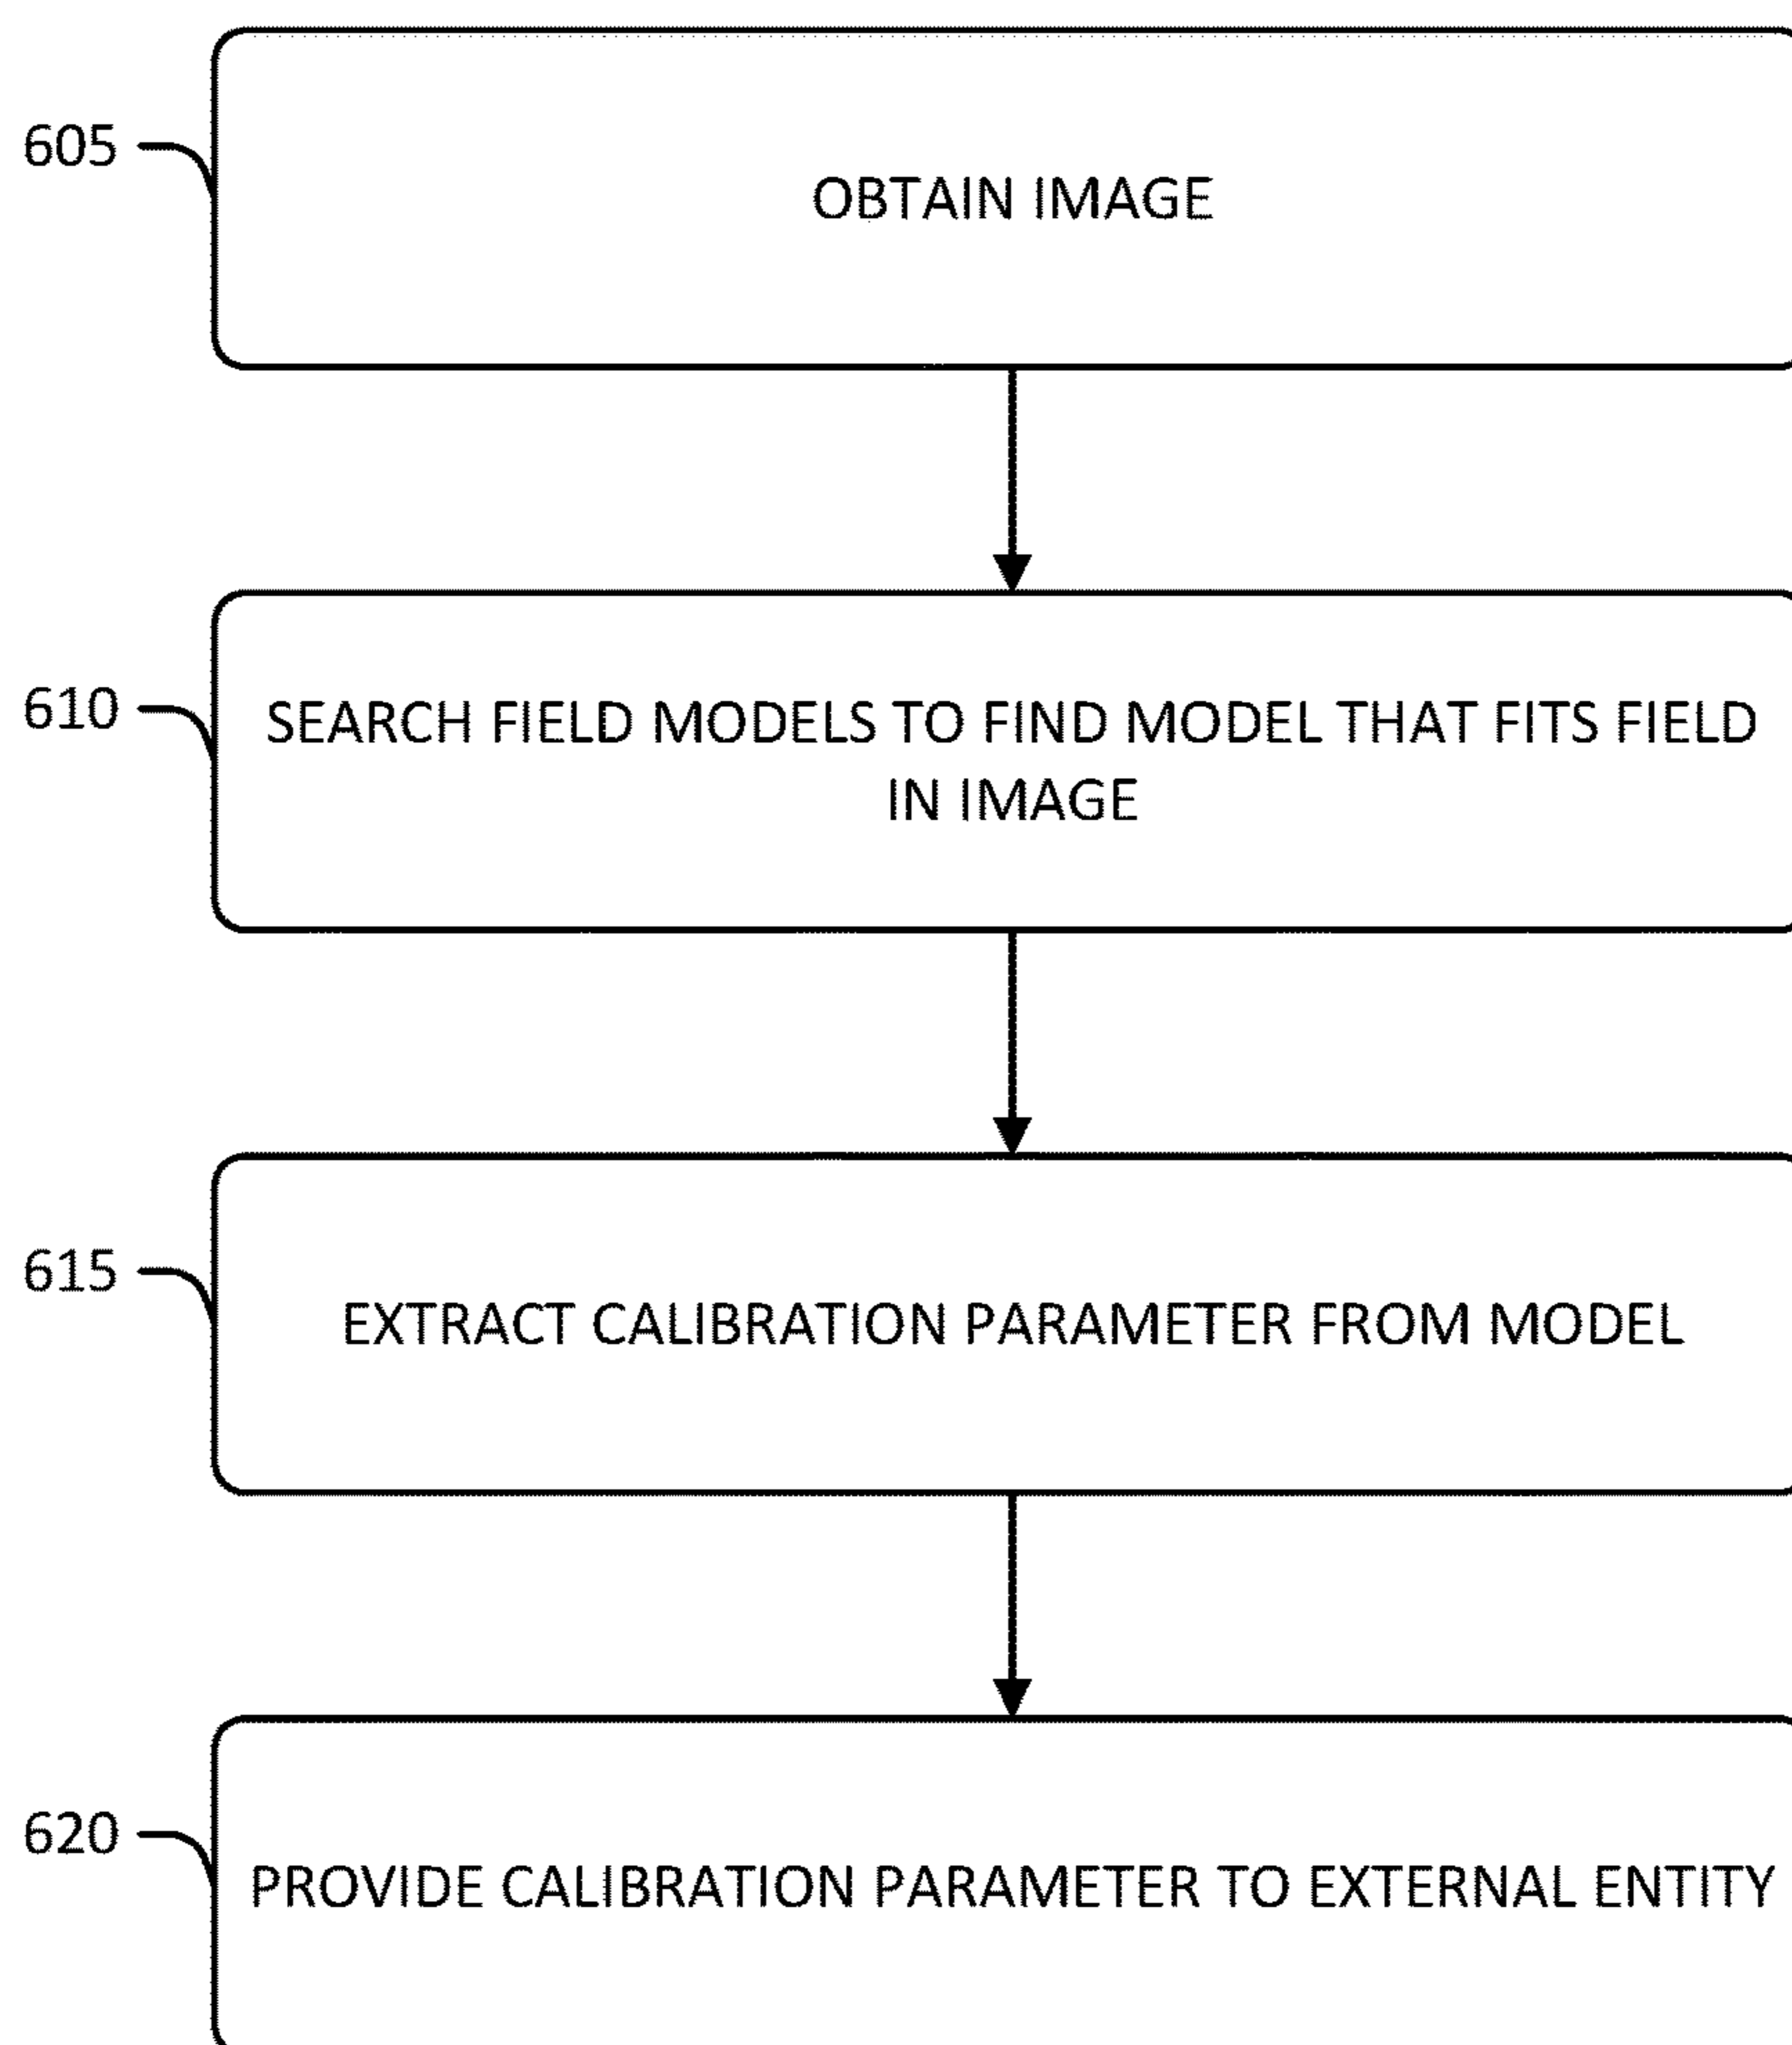 605
OBTAIN IMAGE
610
SEARCH FIELD MODELS TO FIND MODEL THAT FITS FIELD
IN IMAGE
615
EXTRACT CALIBRATION PARAMETER FROM MODEL
620
PROVIDE CALIBRATION PARAMETER TO EXTERNAL ENTITY